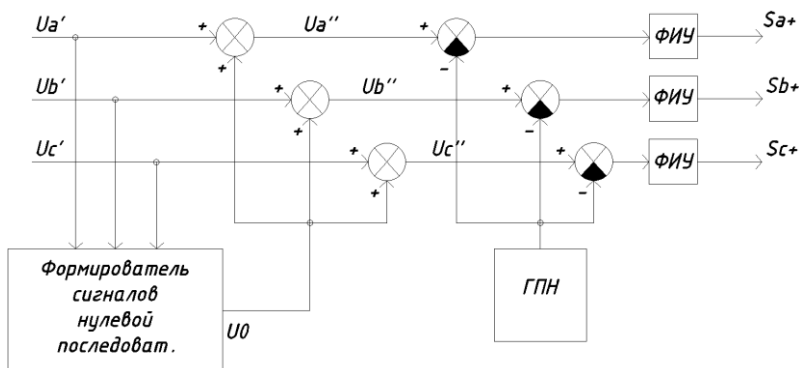 Ua' + Ua'' + ФИУ Sa+
+ -
Ub' + Ub'' + ФИУ Sb+
+ -
Uc' + Uc'' + ФИУ Sc+
+ -
Формирователь
сигналов
нулевой
последоват.
U0
ГПН